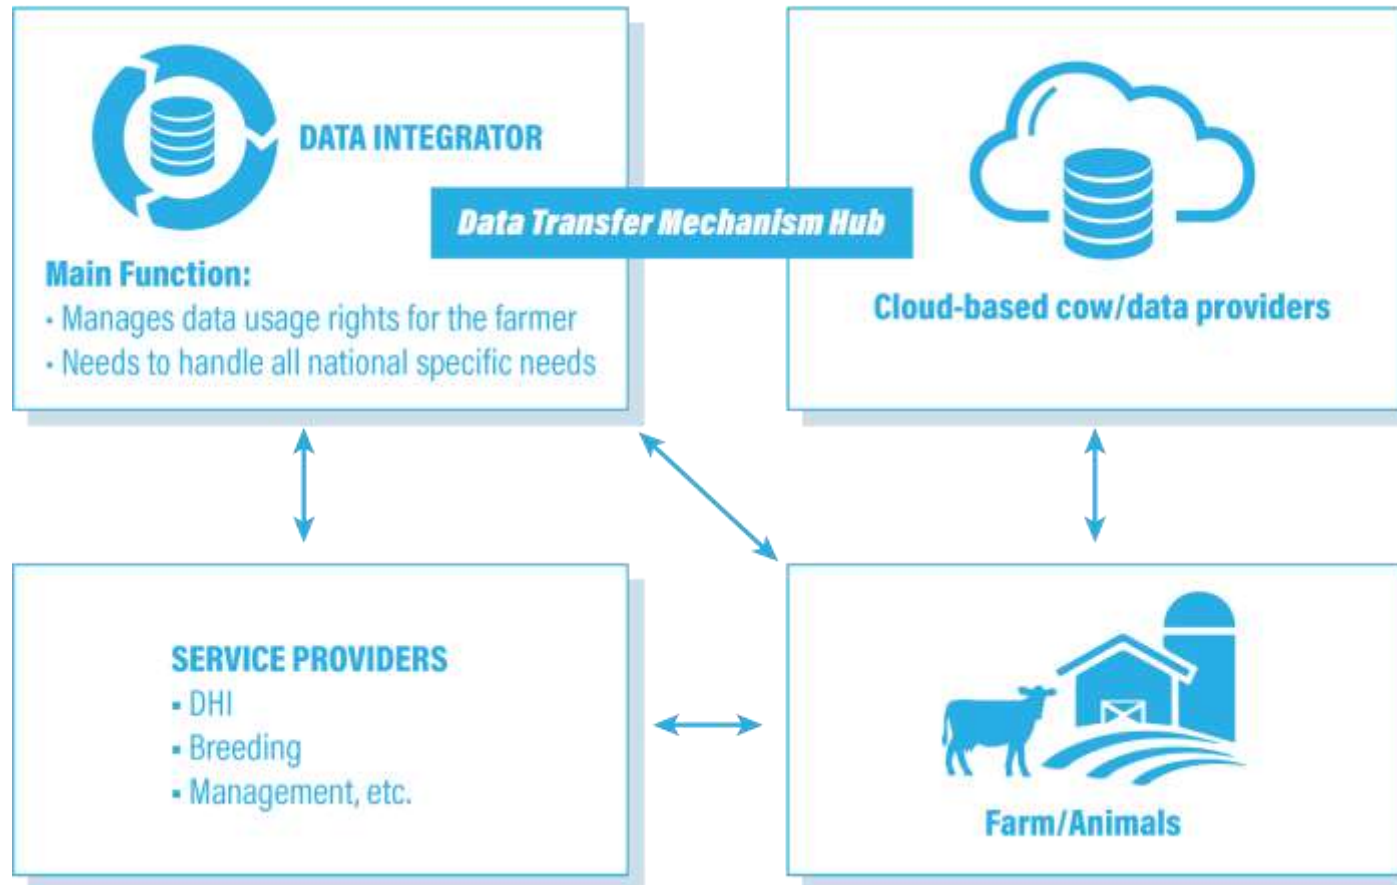 DATA INTEGRATOR
Data Transfer Mechanism Hub
Main Function:
• Manages data usage rights for the farmer
• Needs to handle all national specific needs
Cloud-based cow/data providers
SERVICE PROVIDERS
▪ DHI
▪ Breeding
▪ Management, etc.
Farm/Animals